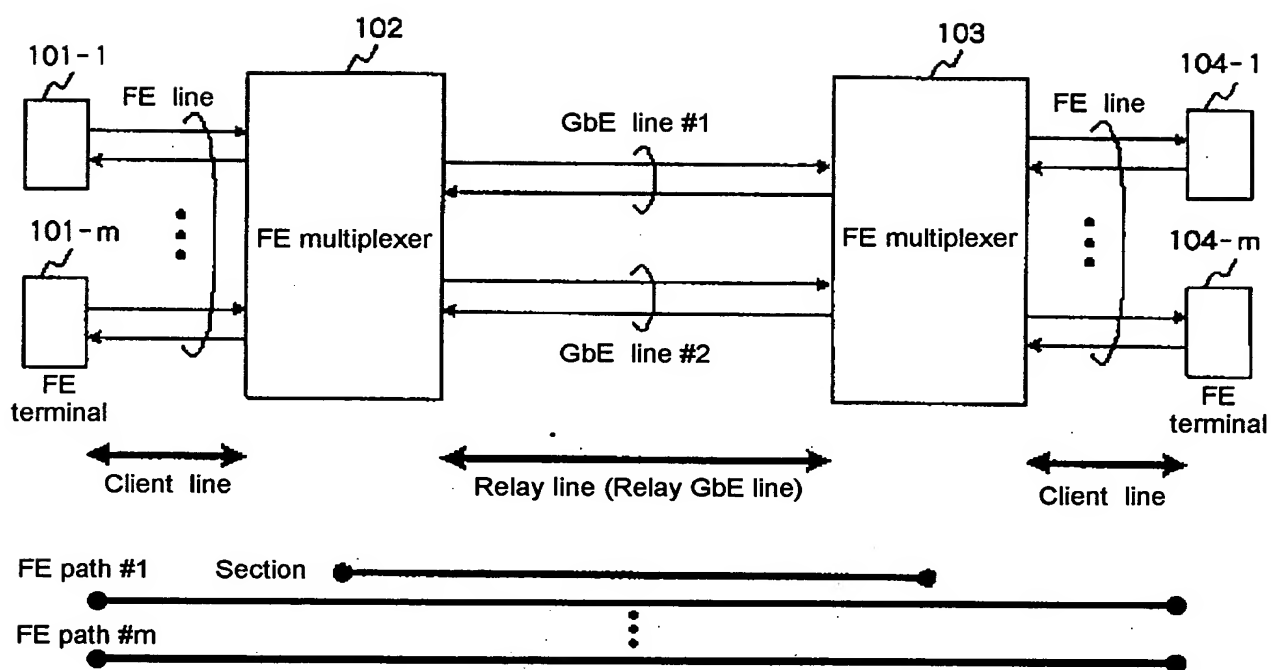 102
103
101-1
104-1
FE line
GbE line #1
FE line
101-m
FE multiplexer
FE multiplexer
104-m
GbE line #2
FE
terminal
FE
terminal
Client line
Relay line (Relay GbE line)
Client line
FE path #1
Section
FE path #m